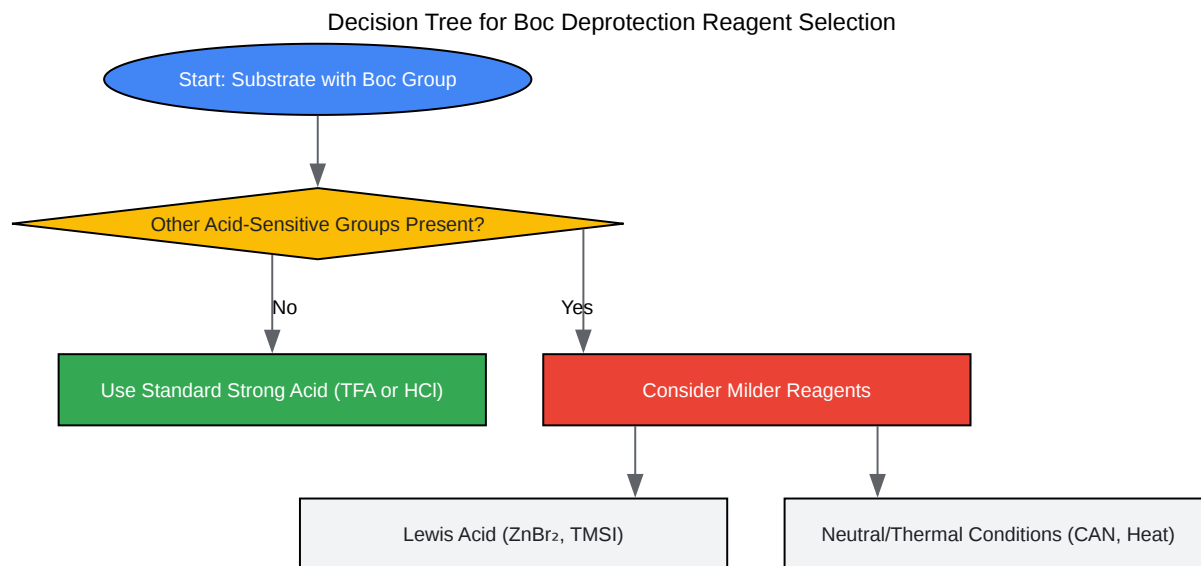 Decision Tree for Boc Deprotection Reagent Selection
Start: Substrate with Boc Group
Other Acid-Sensitive Groups Present?
No
Yes
Use Standard Strong Acid (TFA or HCl)
Consider Milder Reagents
Lewis Acid (ZnBr₂, TMSI)
Neutral/Thermal Conditions (CAN, Heat)